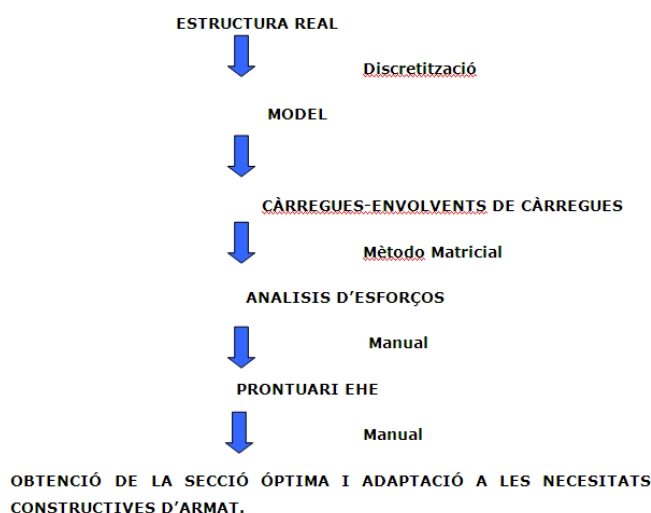 ESTRUCTURA REAL
Discretització
MODEL
CÀRREGUES-ENVOLVENTS DE CÀRREGUES
Mètodo Matricial
ANALISIS D'ESFORÇOS
Manual
PRONTUARI EHE
Manual
OBTENCIÓ DE LA SECCIÓ ÓPTIMA I ADAPTACIÓ A LES NECESITATS
CONSTRUCTIVES D'ARMAT.